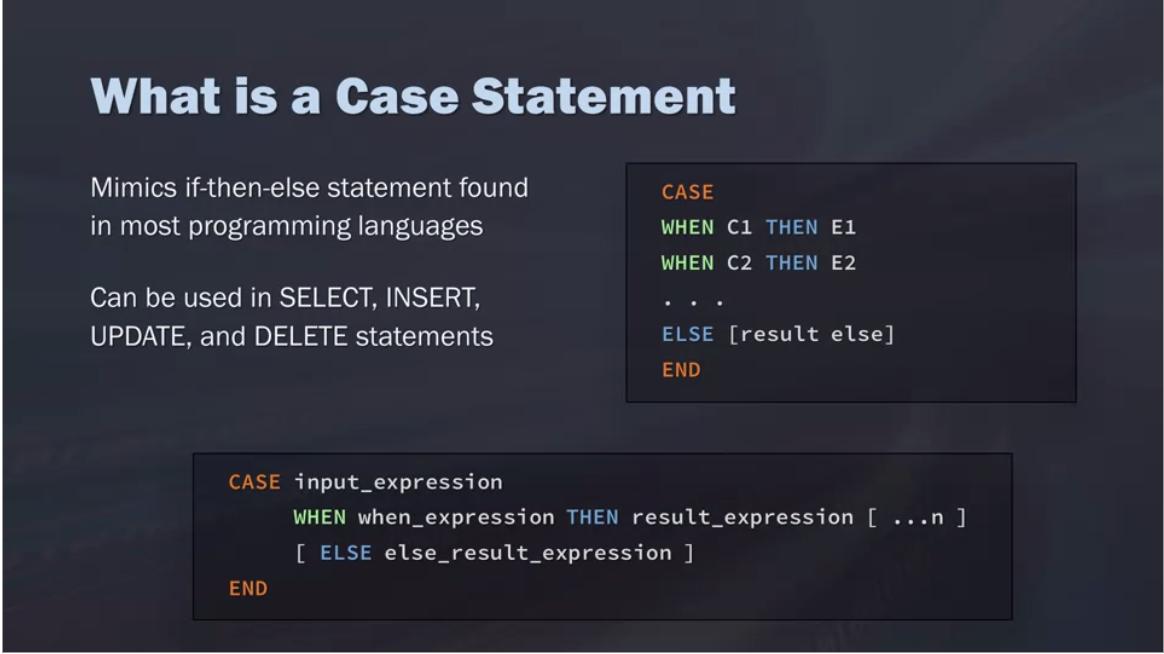 What is a Case Statement
Mimics if-then-else statement found
in most programming languages
Can be used in SELECT, INSERT,
UPDATE, and DELETE statements
CASE
WHEN C1 THEN E1
WHEN C2 THEN E2
. . .
ELSE [result else]
END
CASE input_expression
WHEN when_expression THEN result_expression [ ...n ]
[ ELSE else_result_expression ]
END